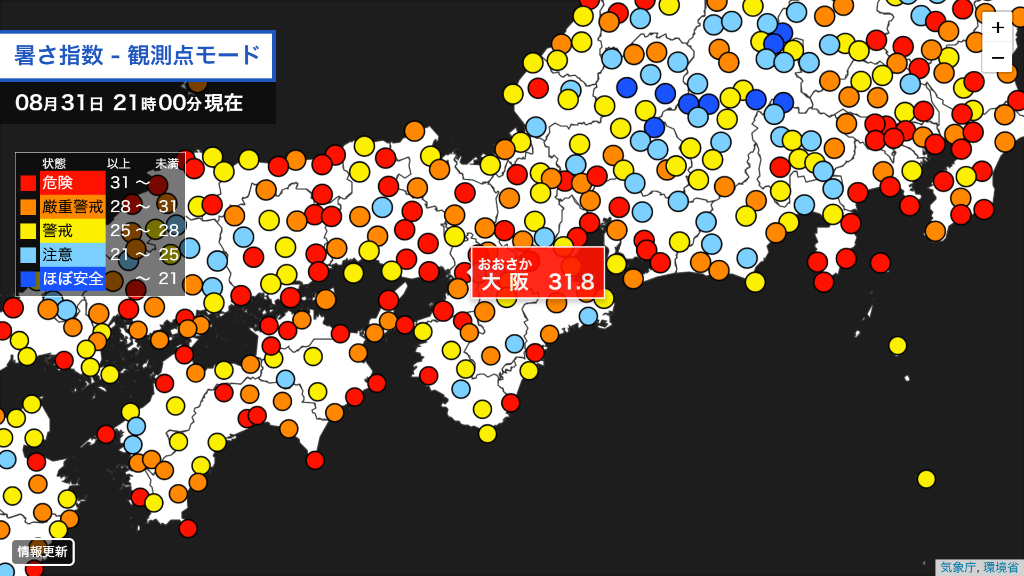 暑さ指数 - 観測点モード
08月31日 21時00分現在
状態 以上 未満
危険 31 ～
厳重警戒 28 ～ 31
警戒 25 ～ 28
注意 21 ～ 25
ほぼ安全 ～ 21
おおさか
大阪 31.8
+
−
情報更新
気象庁, 環境省